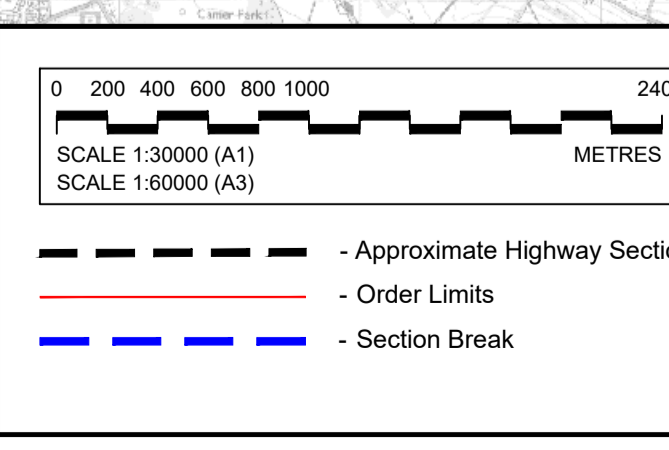 Carrier Fark
0 200 400 600 800 1000 240
SCALE 1:30000 (A1) METRES
SCALE 1:60000 (A3)
- Approximate Highway Sectio
- Order Limits
- Section Break